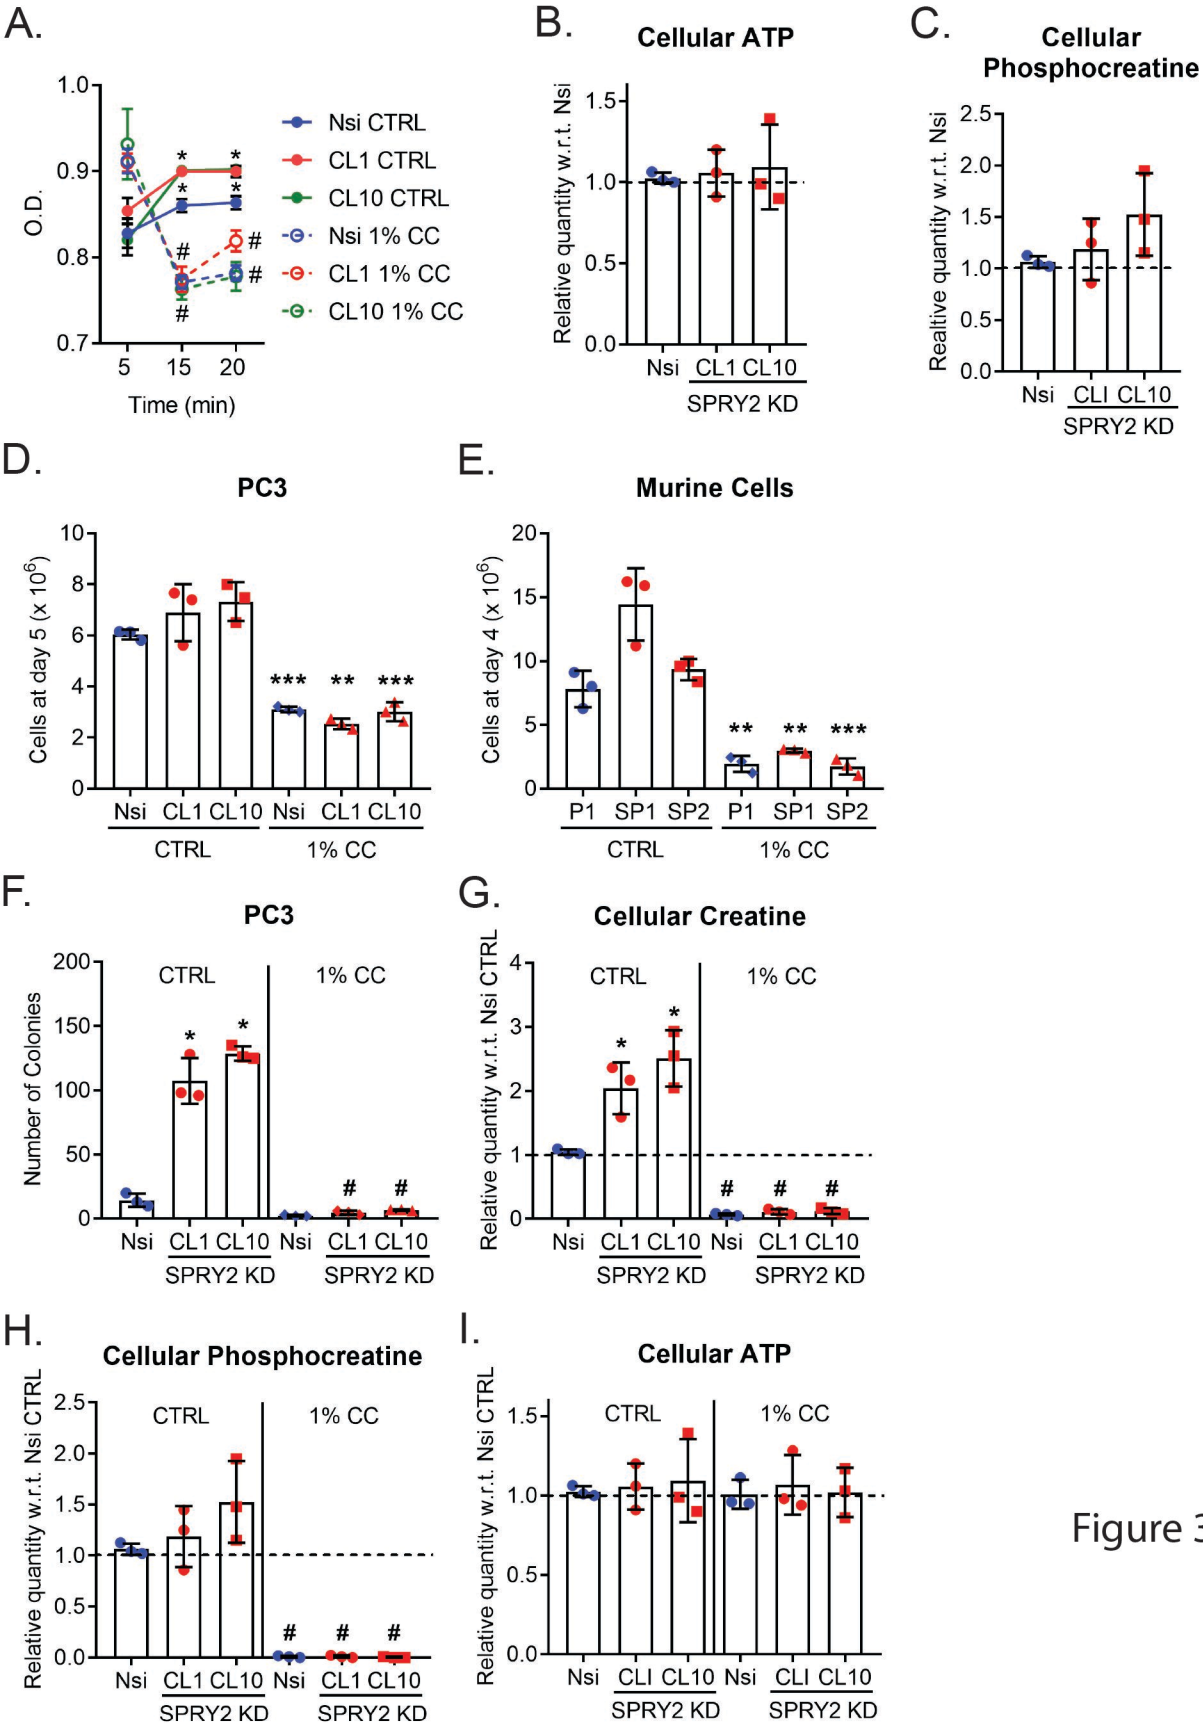 A.
O.D.
1.0
0.9
0.8
0.7
* *
* *
# #
# #
5 15 20
Time (min)
Nsi CTRL
CL1 CTRL
CL10 CTRL
Nsi 1% CC
CL1 1% CC
CL10 1% CC
B.
Cellular ATP
Relative quantity w.r.t. Nsi
1.5
1.0
0.5
0.0
Nsi CL1 CL10
SPRY2 KD
C.
Cellular
Phosphocreatine
Realtive quantity w.r.t. Nsi
2.5
2.0
1.5
1.0
0.5
0.0
Nsi CLI CL10
SPRY2 KD
D.
PC3
Cells at day 5 (x 10⁶)
10
8
6
4
2
0
*** ** ***
Nsi CL1 CL10 Nsi CL1 CL10
CTRL 1% CC
E.
Murine Cells
Cells at day 4 (x 10⁶)
20
15
10
5
0
** ** ***
P1 SP1 SP2 P1 SP1 SP2
CTRL 1% CC
F.
PC3
Number of Colonies
200
150
100
50
0
CTRL 1% CC
* *
# #
Nsi CL1 CL10 Nsi CL1 CL10
SPRY2 KD SPRY2 KD
G.
Cellular Creatine
Relative quantity w.r.t. Nsi CTRL
4
3
2
1
0
CTRL 1% CC
* *
# # #
Nsi CL1 CL10 Nsi CL1 CL10
SPRY2 KD SPRY2 KD
H.
Cellular Phosphocreatine
Relative quantity w.r.t. Nsi CTRL
2.5
2.0
1.5
1.0
0.5
0.0
CTRL 1% CC
# # #
Nsi CL1 CL10 Nsi CL1 CL10
SPRY2 KD SPRY2 KD
I.
Cellular ATP
Relative quantity w.r.t. Nsi CTRL
1.5
1.0
0.5
0.0
CTRL 1% CC
Nsi CLI CL10 Nsi CLI CL10
SPRY2 KD SPRY2 KD
Figure 3